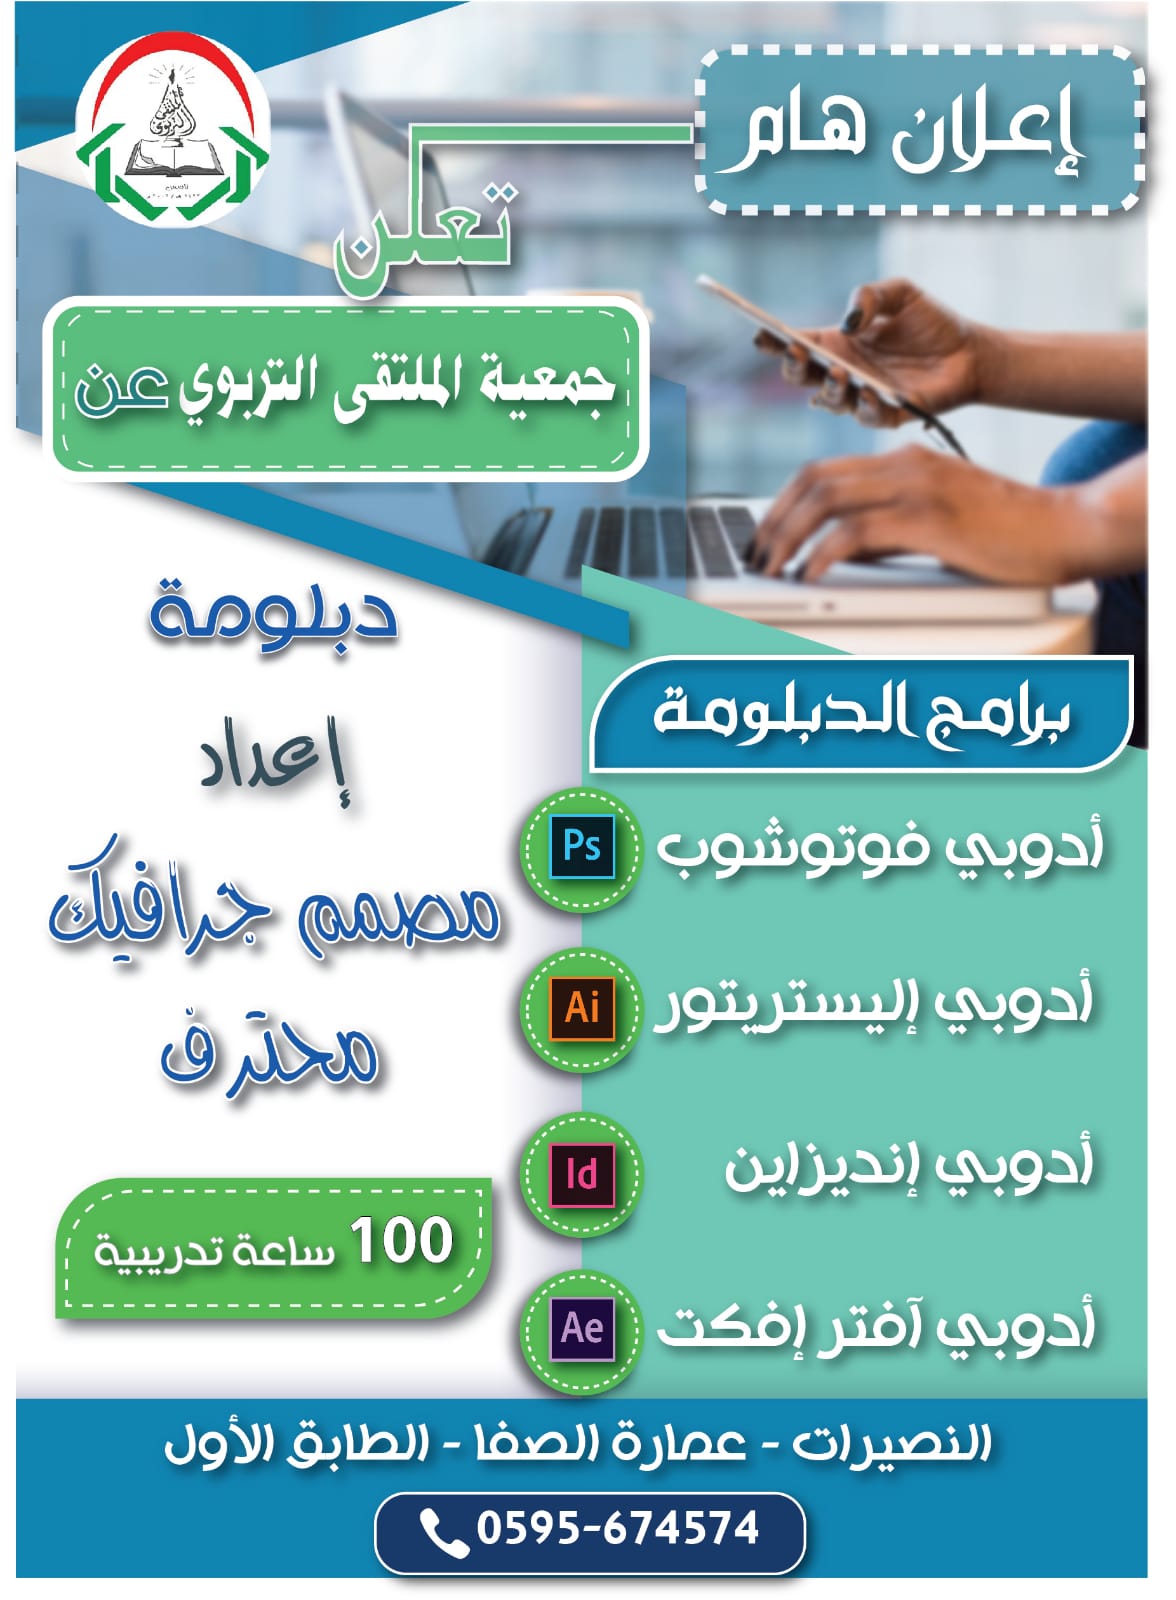 إعلان هام
تعلن
جمعية الملتقى التربوي عن
دبلومة
إعداد
مصمم جرافيك
محترف
100 ساعة تدريبية
برامج الدبلومة
Ps أدوبي فوتوشوب
Ai أدوبي إليستريتور
Id أدوبي إنديزاين
Ae أدوبي آفتر إفكت
النصيرات - عمارة الصفا - الطابق الأول
0595-674574